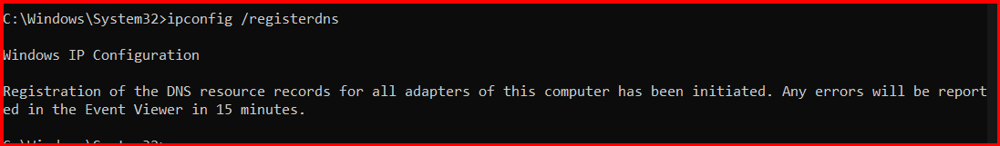 C:\Windows\System32>ipconfig /registerdns
Windows IP Configuration
Registration of the DNS resource records for all adapters of this computer has been initiated. Any errors will be report
ed in the Event Viewer in 15 minutes.